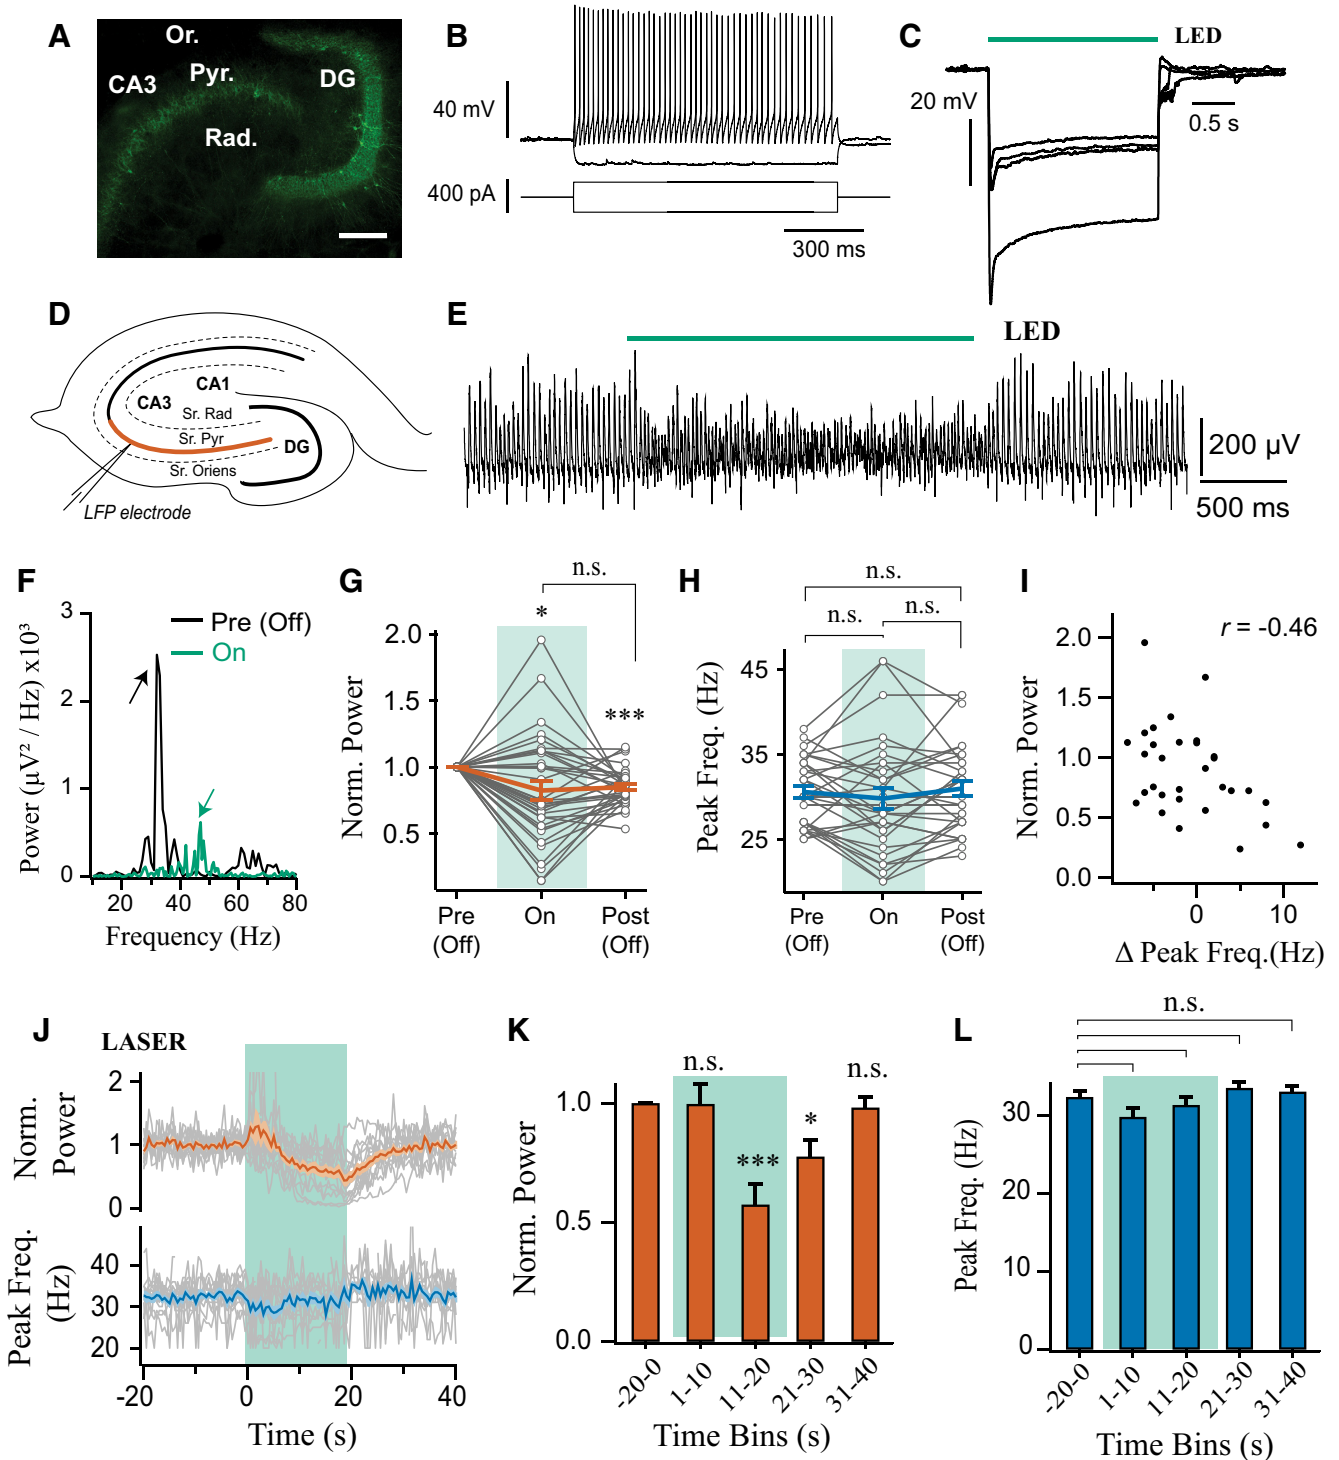 A
Or.
Pyr.
CA3
DG
Rad.
B
40 mV
400 pA
300 ms
C
LED
20 mV
0.5 s
D
CA1
CA3
Sr. Rad
Sr. Pyr
DG
Sr. Oriens
LFP electrode
E
LED
200 µV
500 ms
F
Power (µV² / Hz) x10³
3
2
1
0
Pre (Off)
On
20 40 60 80
Frequency (Hz)
G
n.s.
*
***
Norm. Power
2.0
1.5
1.0
0.5
Pre (Off)
On
Post (Off)
H
n.s.
n.s.
n.s.
Peak Freq. (Hz)
45
35
25
Pre (Off)
On
Post (Off)
I
r = -0.46
Norm. Power
2.0
1.5
1.0
0.5
0.0
0 10
Δ Peak Freq.(Hz)
J
LASER
Norm. Power
2
1
0
Peak Freq. (Hz)
40
30
20
-20 0 20 40
Time (s)
K
n.s.
***
*
n.s.
Norm. Power
1.0
0.5
0.0
-20-0 1-10 11-20 21-30 31-40
Time Bins (s)
L
n.s.
Peak Freq. (Hz)
30
20
10
0
-20-0 1-10 11-20 21-30 31-40
Time Bins (s)